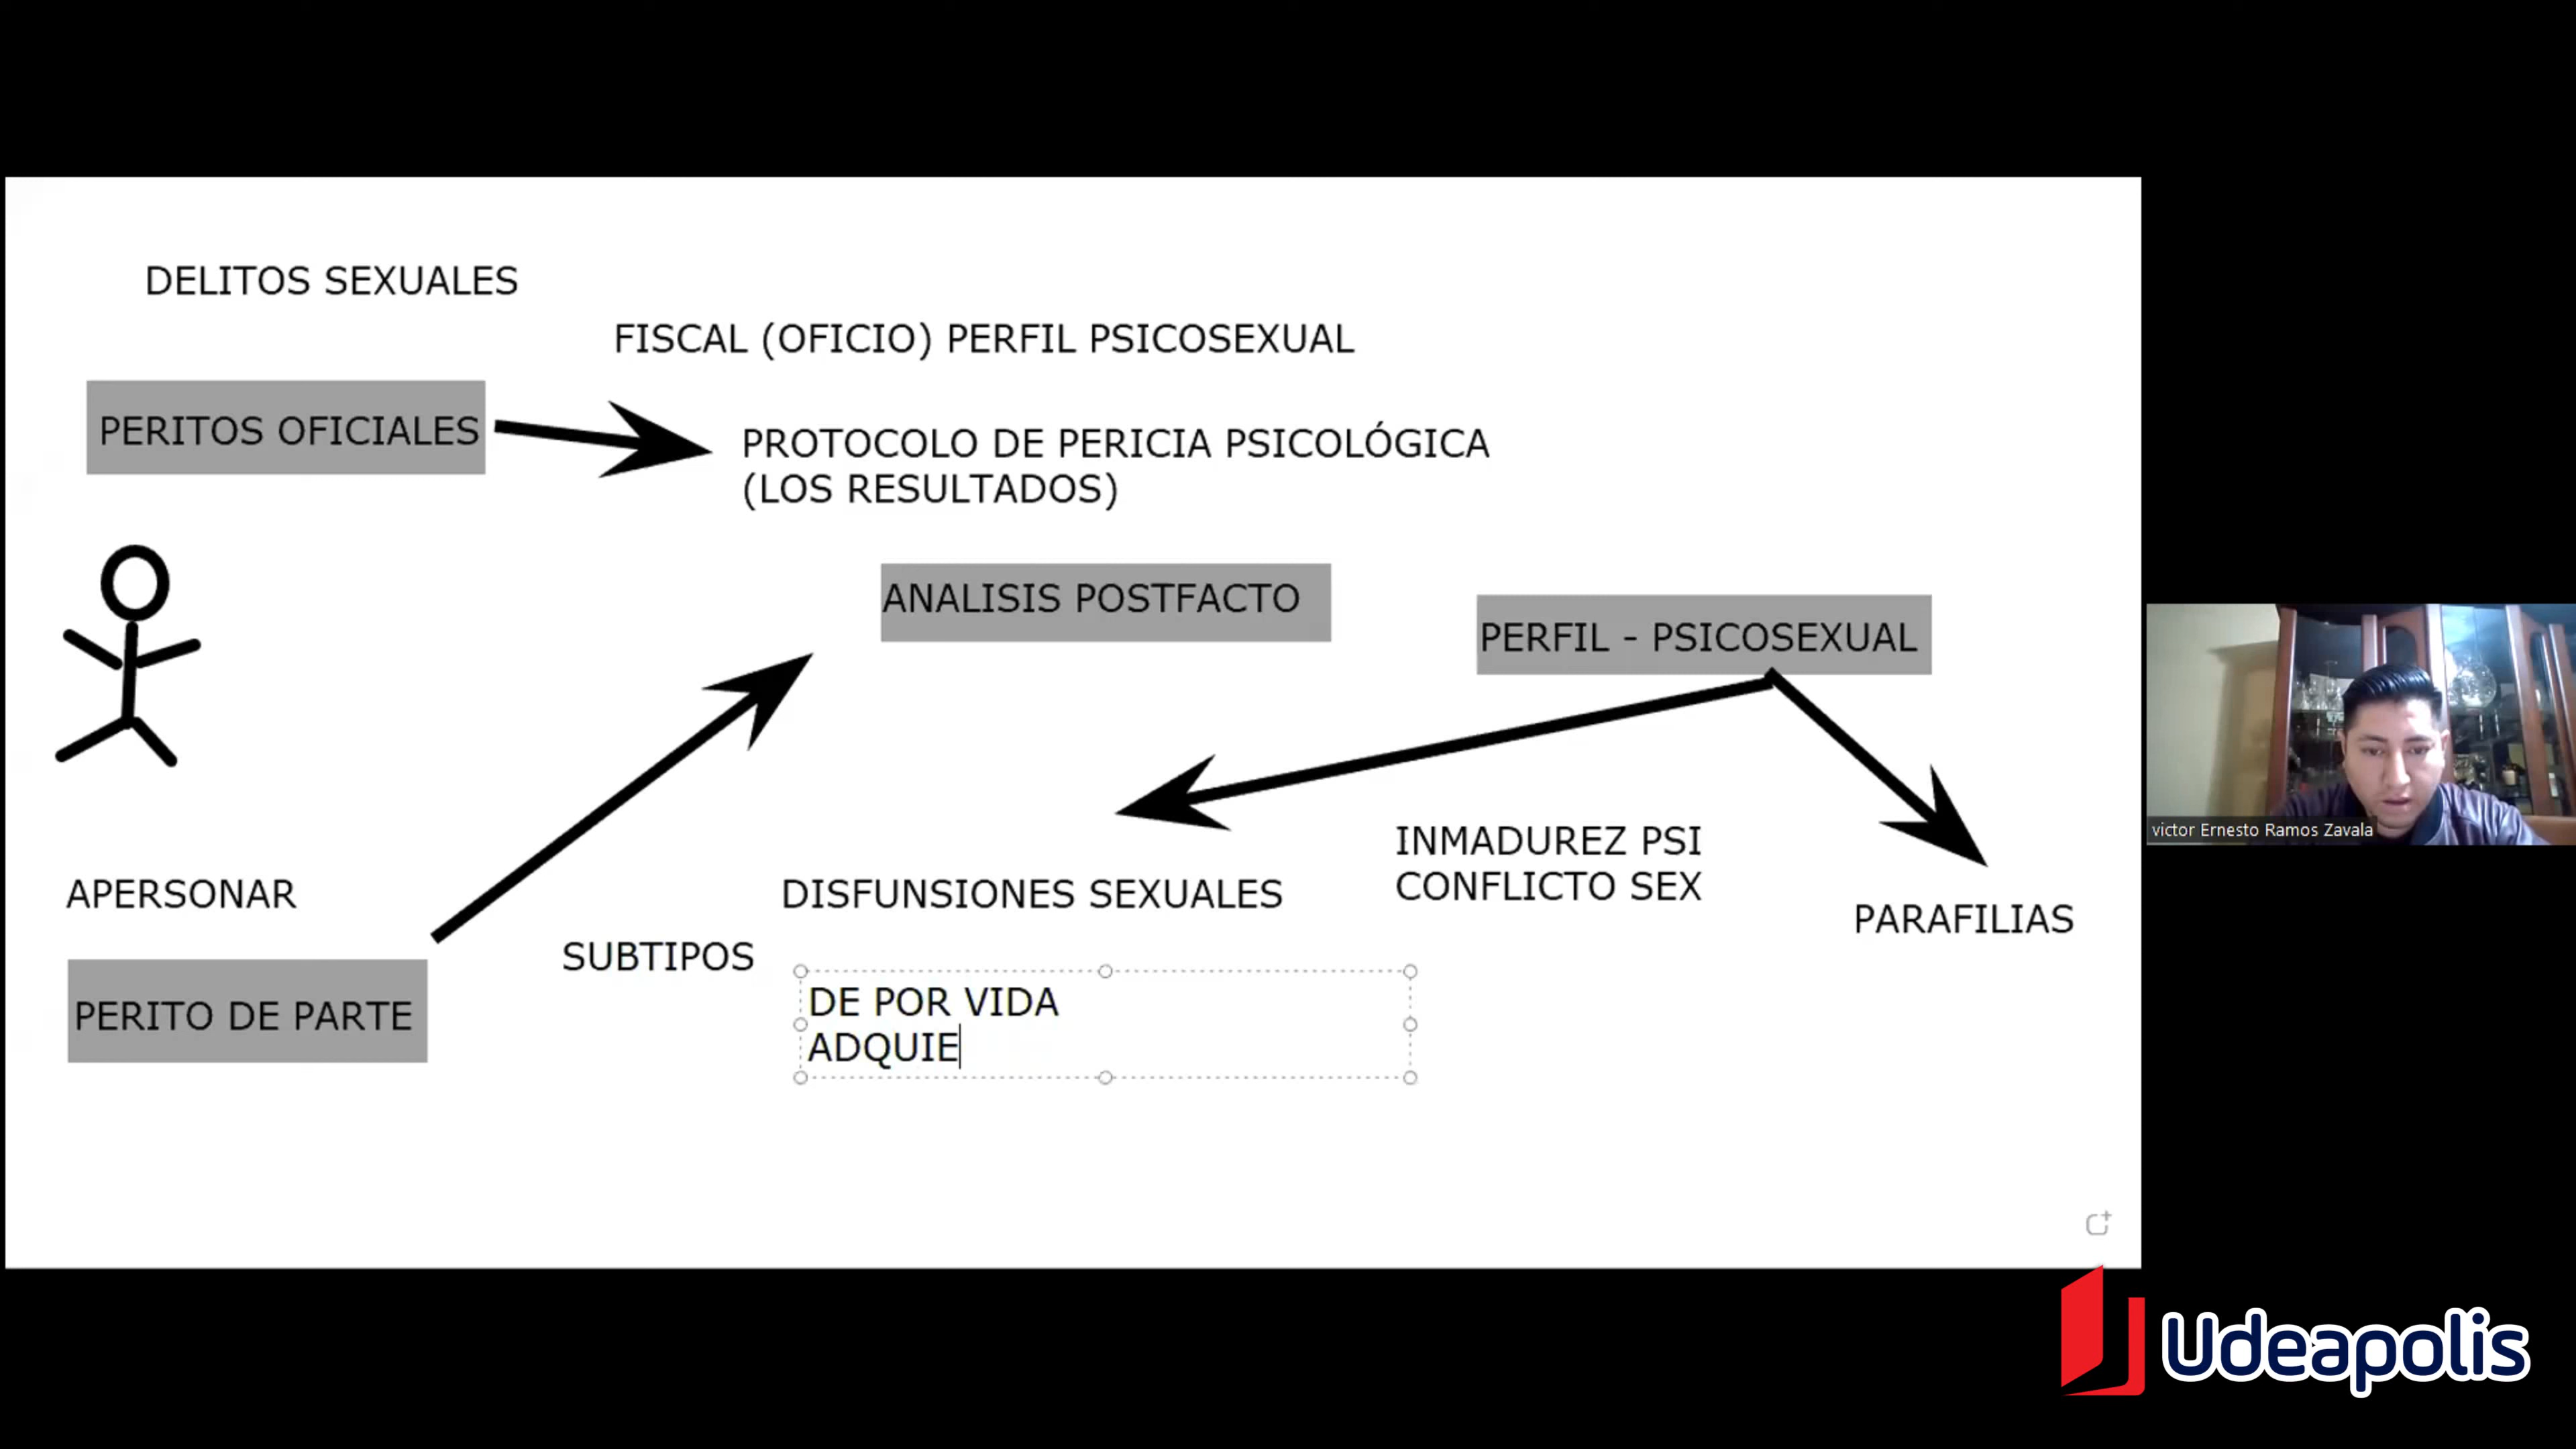 DELITOS SEXUALES
FISCAL (OFICIO) PERFIL PSICOSEXUAL
PERITOS OFICIALES
PROTOCOLO DE PERICIA PSICOLÓGICA
(LOS RESULTADOS)
ANALISIS POSTFACTO
PERFIL - PSICOSEXUAL
INMADUREZ PSI
CONFLICTO SEX
APERSONAR
DISFUNSIONES SEXUALES
PARAFILIAS
SUBTIPOS
DE POR VIDA
ADQUIE
PERITO DE PARTE
victor Ernesto Ramos Zavala
Udeapolis